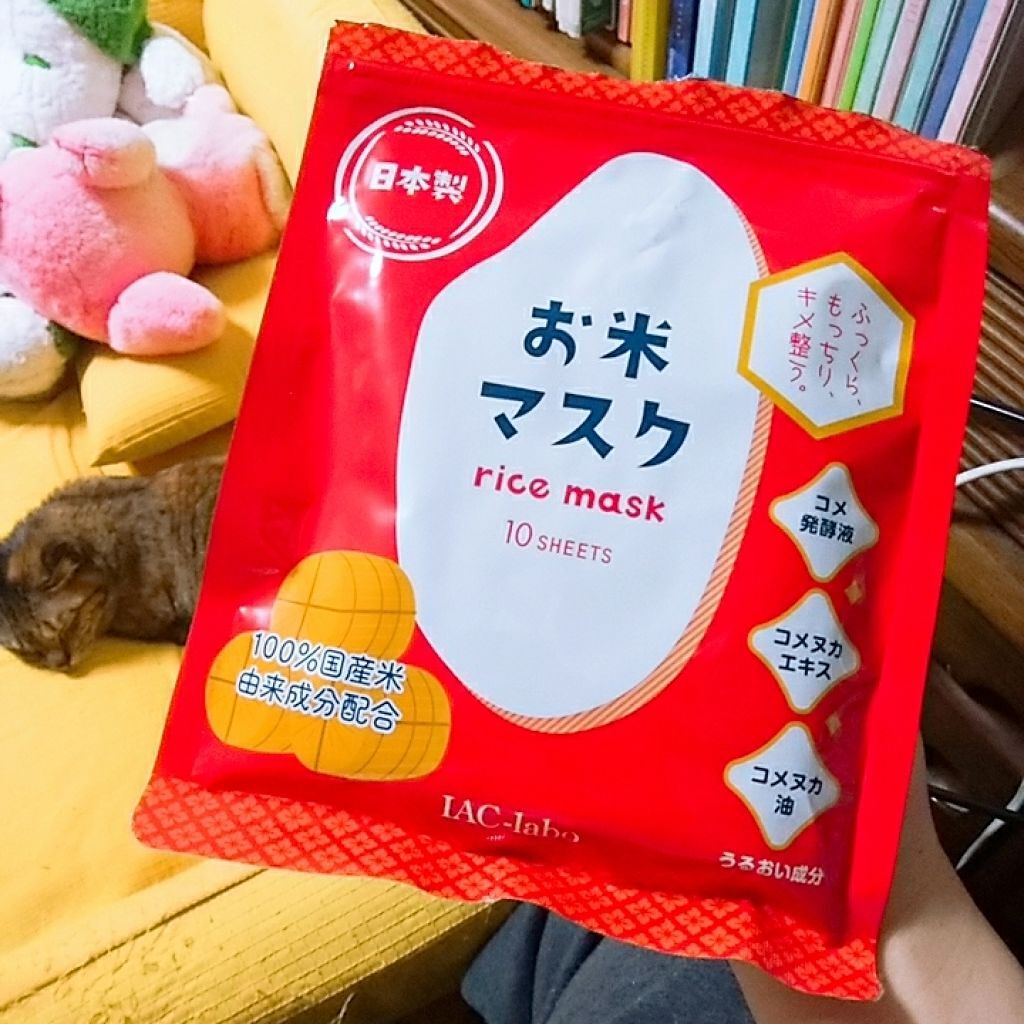 日本製
お米
マスク
rice mask
10 SHEETS
ふっくら、
もっちり、
キメ整う。
コメ
発酵液
コメヌカ
エキス
コメヌカ
油
うるおい成分
100%国産米
由来成分配合
IAC-labo